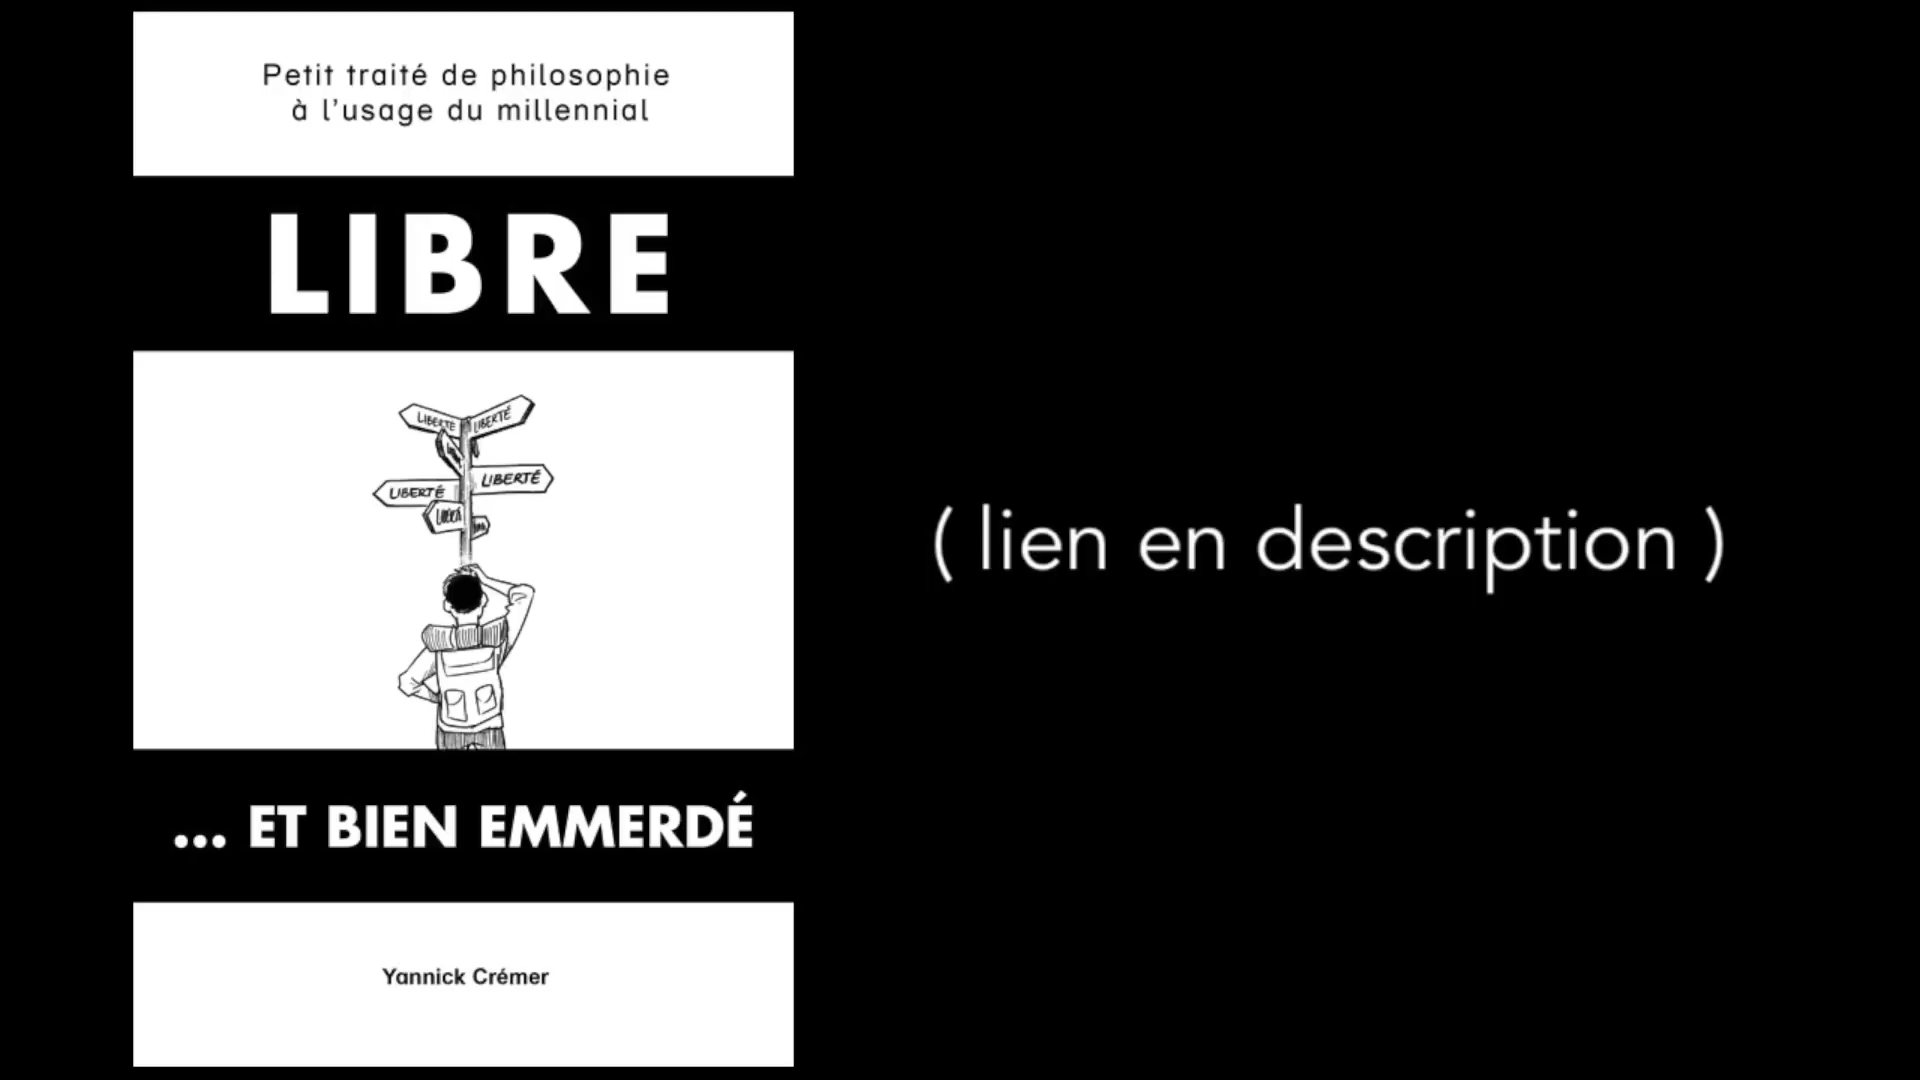 Petit traité de philosophie
à l'usage du millennial
LIBRE
LIBERTÉ
LIBERTÉ
LIBERTÉ
LIBERTÉ
... ET BIEN EMMERDÉ
Yannick Crémer
( lien en description )